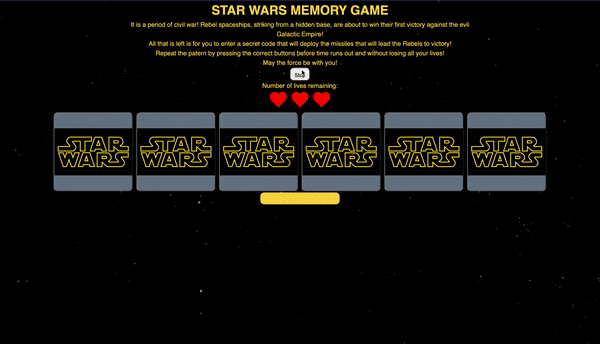 STAR WARS MEMORY GAME
It is a period of civil war! Rebel spaceships, striking from a hidden base, are about to win their first victory against the evil
Galactic Empire!
All that is left is for you to enter a secret code that will deploy the missiles that will lead the Rebels to victory!
Repeat the patern by pressing the correct buttons before time runs out and without losing all your lives!
May the force be with you!
Stop
Number of lives remaining:
STAR WARS STAR WARS STAR WARS STAR WARS STAR WARS STAR WARS